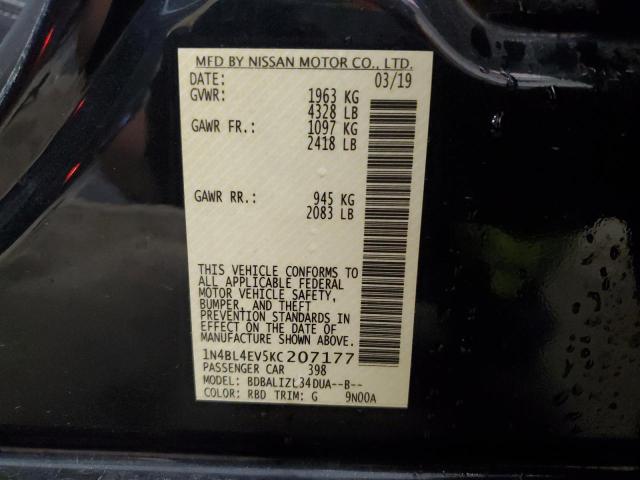 MFD BY NISSAN MOTOR CO., LTD.
DATE: 03/19
GVWR: 1963 KG
4328 LB
GAWR FR.: 1097 KG
2418 LB
GAWR RR.: 945 KG
2083 LB
THIS VEHICLE CONFORMS TO
ALL APPLICABLE FEDERAL
MOTOR VEHICLE SAFETY,
BUMPER, AND THEFT
PREVENTION STANDARDS IN
EFFECT ON THE DATE OF
MANUFACTURE SHOWN ABOVE.
1N4BL4EV5KC207177
PASSENGER CAR 398
MODEL: BDBALIZL34DUA--B--
COLOR: RBD TRIM: G 9N00A